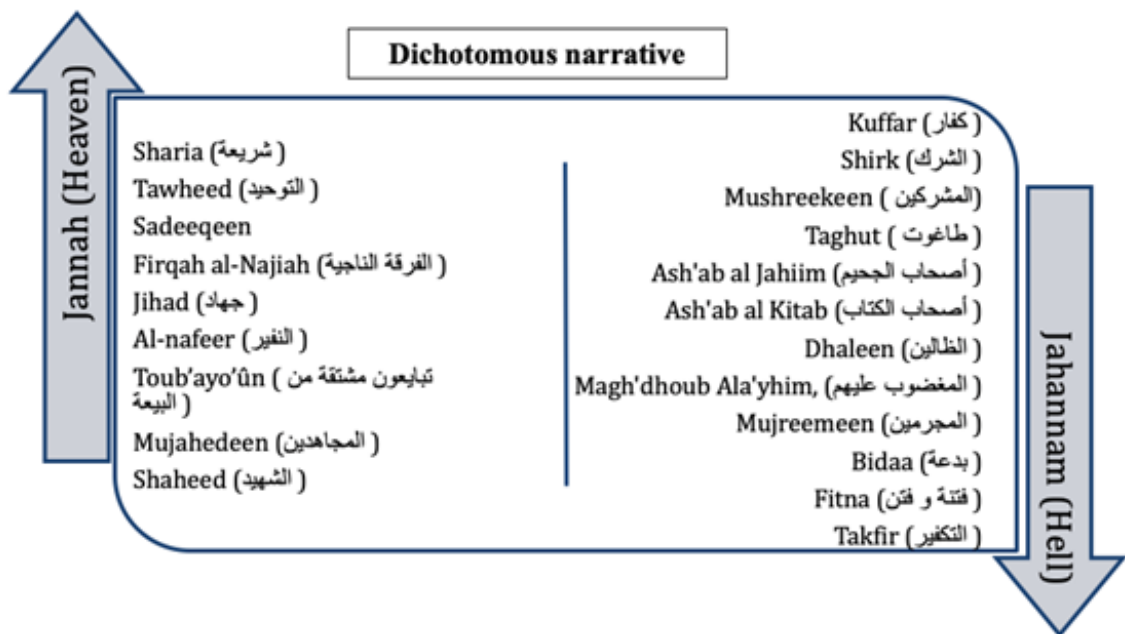 Dichotomous narrative
Jannah (Heaven)
Sharia (شريعة )
Tawheed (التوحيد )
Sadeeqeen
Firqah al-Najiah (الفرقة الناجية )
Jihad (جهاد )
Al-nafeer (النفير )
Toub'ayo'ûn ( تبايعون مشتقة من
البيعة )
Mujahedeen (المجاهدين )
Shaheed (الشهيد )
Kuffar (كفار )
Shirk (الشرك )
Mushreekeen ( المشركين)
Taghut ( طاغوت )
Ash'ab al Jahiim (أصحاب الجحيم )
Ash'ab al Kitab (أصحاب الكتاب )
Dhaleen (الظالين )
Magh'dhoub Ala'yhim, (المغضوب عليهم )
Mujreemeen (المجرمين )
Bidaa (بدعة )
Fitna (فتنة و فتن )
Takfir (التكفير )
Jahannam (Hell)